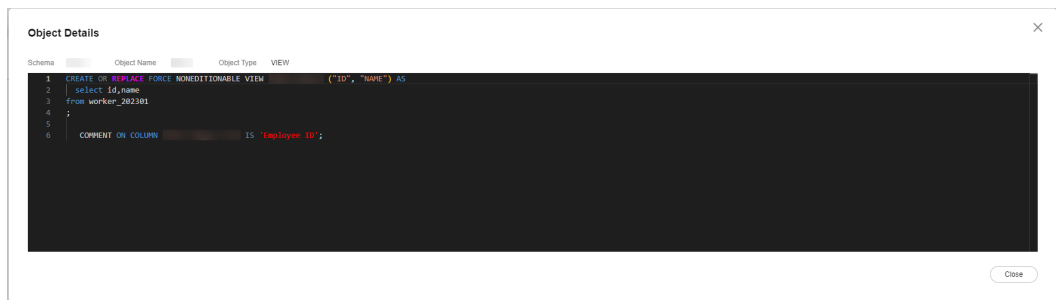 Object Details
Schema Object Name Object Type VIEW
1 CREATE OR REPLACE FORCE NONEDITIONABLE VIEW ("ID", "NAME") AS
2 select id,name
3 from worker_202301
4 ;
5
6 COMMENT ON COLUMN IS 'Employee ID';
Close